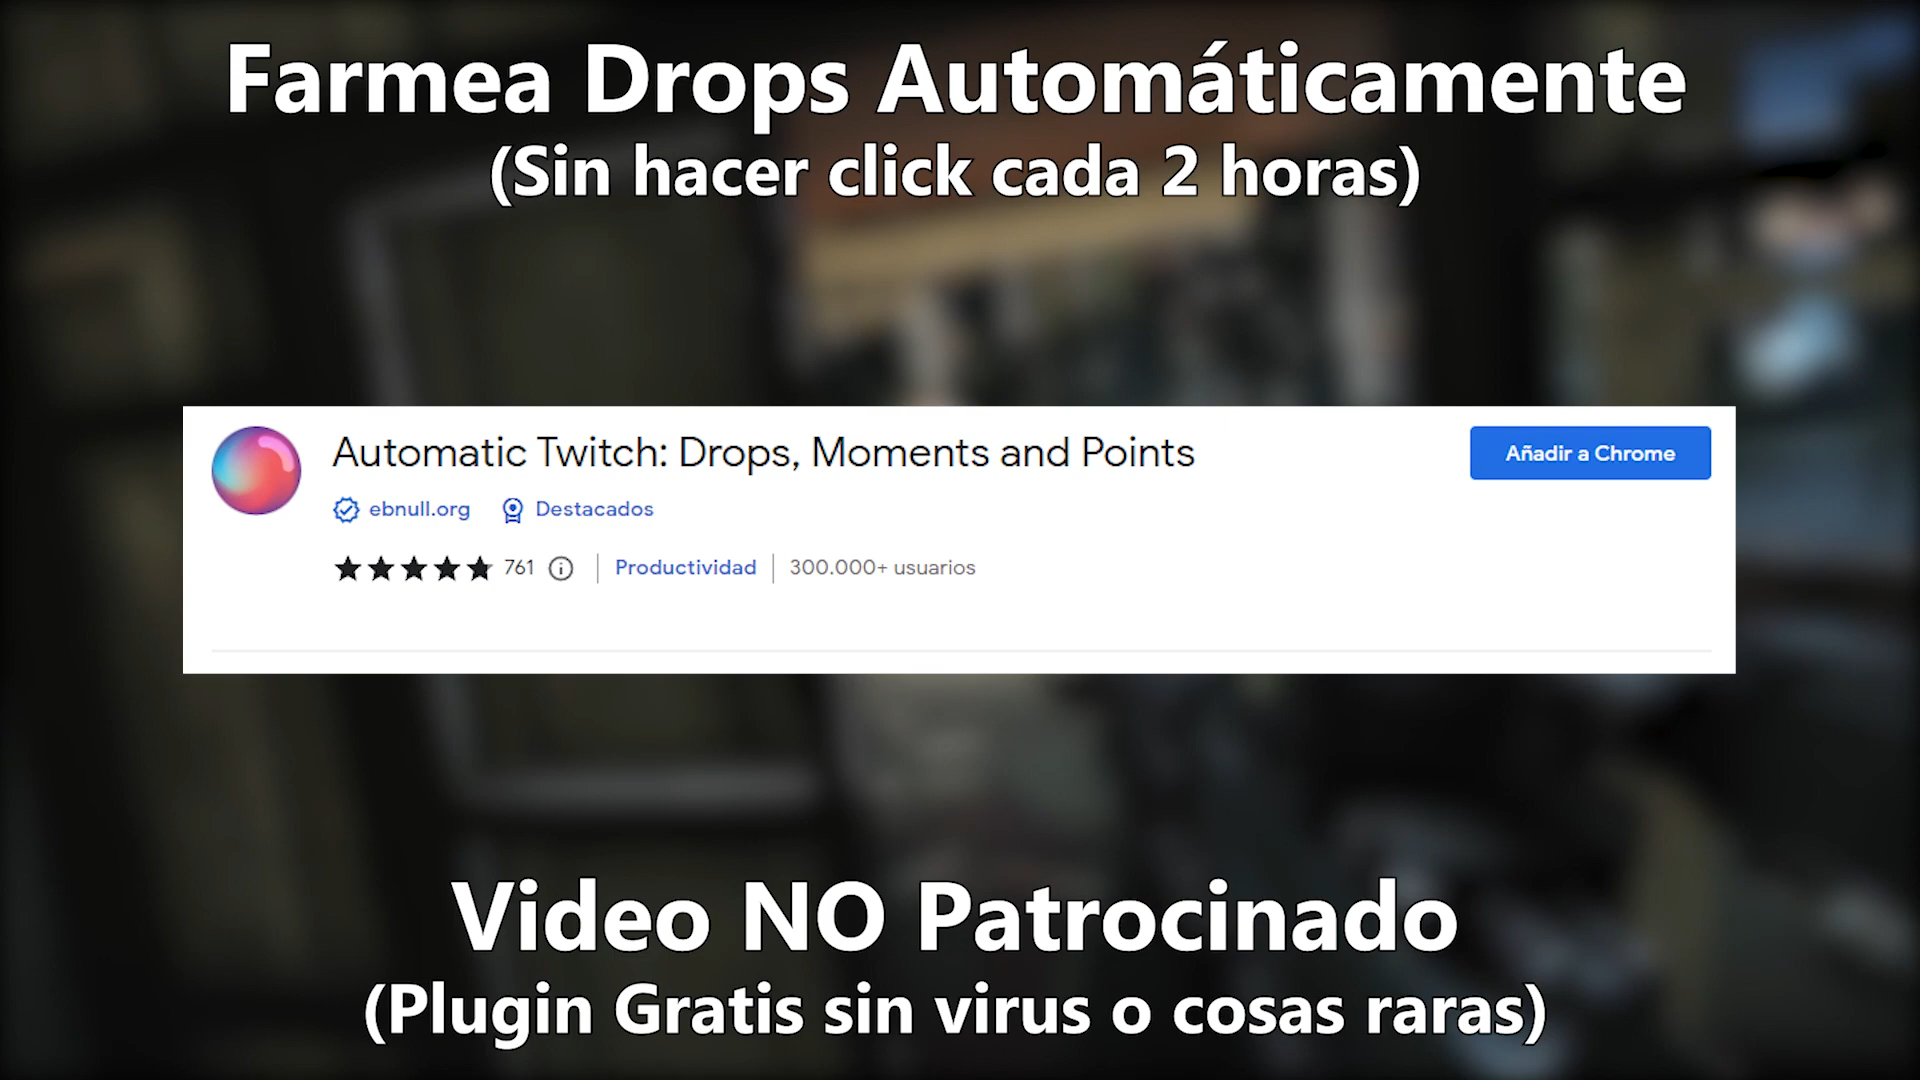 Farmea Drops Automáticamente
(Sin hacer click cada 2 horas)
Automatic Twitch: Drops, Moments and Points
Añadir a Chrome
ebnull.org Destacados
761 Productividad 300.000+ usuarios
Video NO Patrocinado
(Plugin Gratis sin virus o cosas raras)